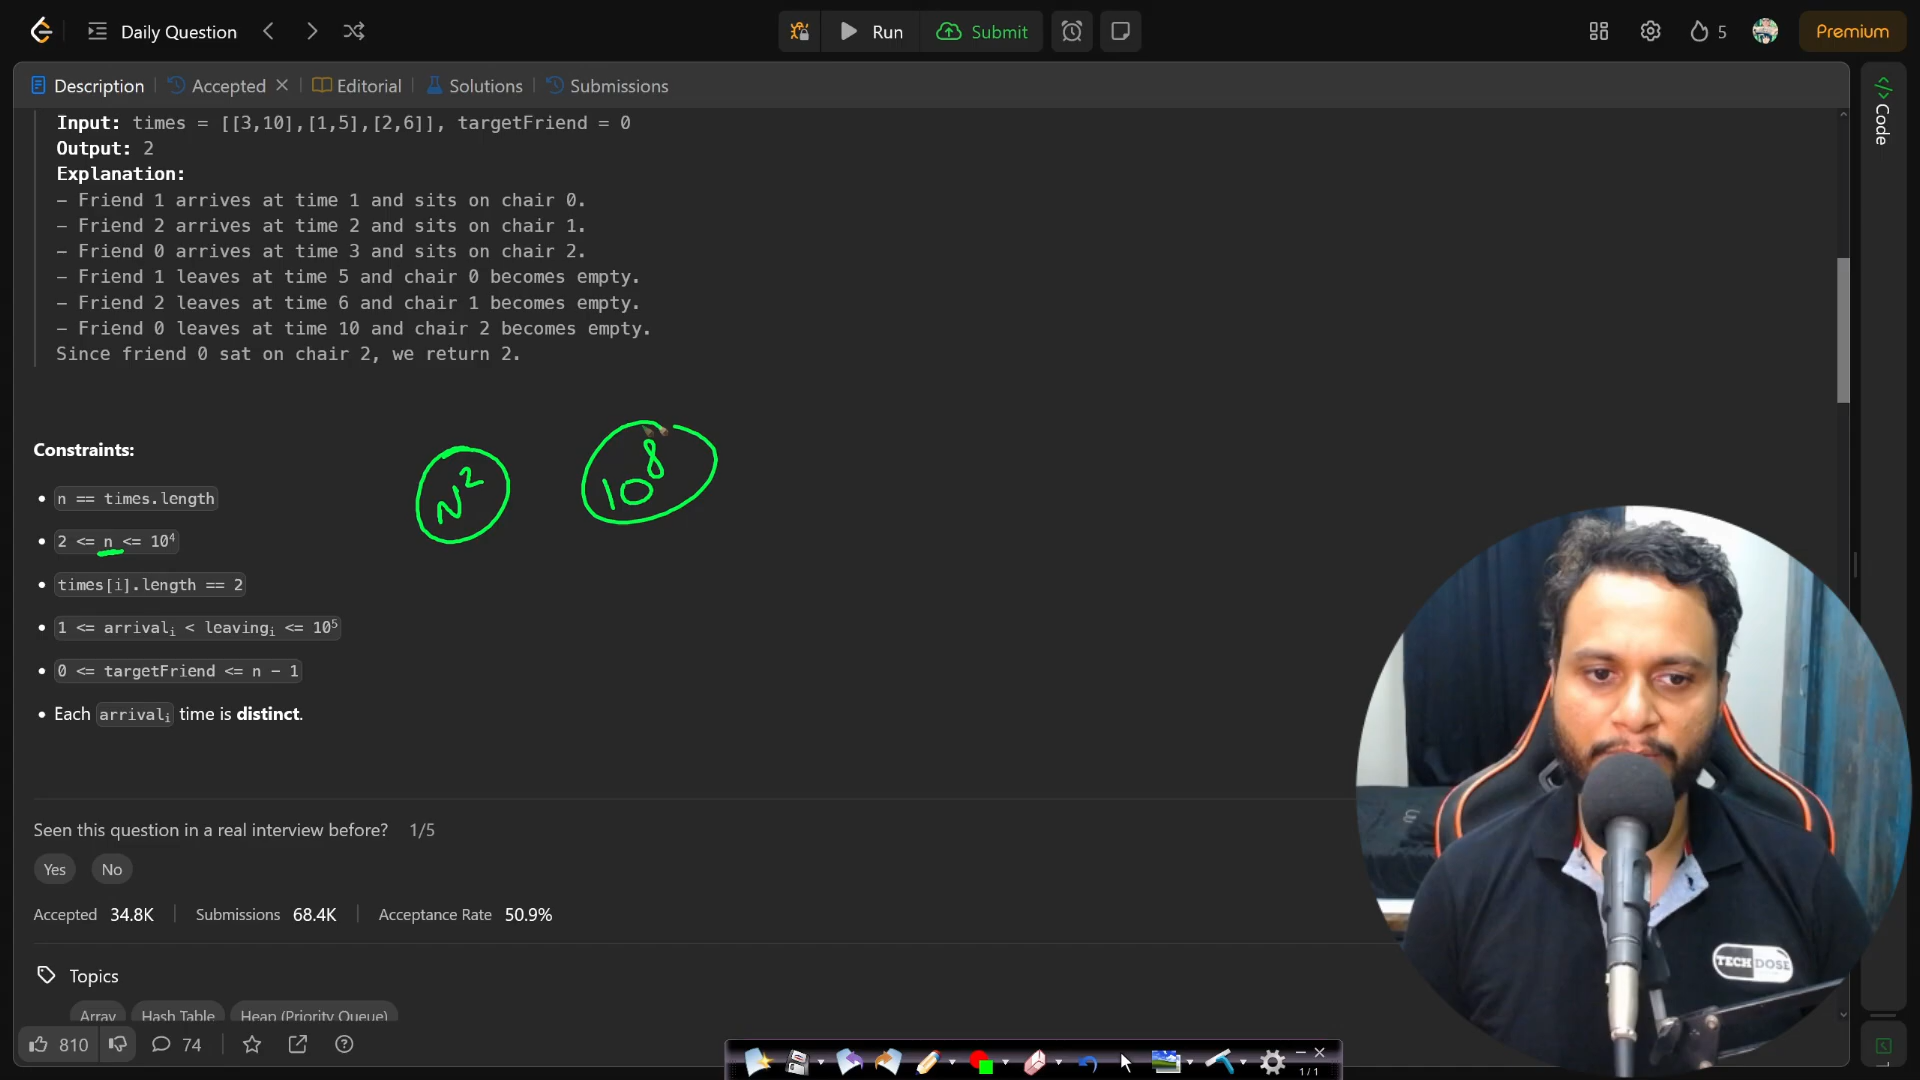 Daily Question
Run
Submit
5
Premium
Description
Accepted
Editorial
Solutions
Submissions
Code
Input: times = [[3,10],[1,5],[2,6]], targetFriend = 0
Output: 2
Explanation:
- Friend 1 arrives at time 1 and sits on chair 0.
- Friend 2 arrives at time 2 and sits on chair 1.
- Friend 0 arrives at time 3 and sits on chair 2.
- Friend 1 leaves at time 5 and chair 0 becomes empty.
- Friend 2 leaves at time 6 and chair 1 becomes empty.
- Friend 0 leaves at time 10 and chair 2 becomes empty.
Since friend 0 sat on chair 2, we return 2.
Constraints:
N²
10⁸
• n == times.length
• 2 <= n <= 10⁴
• times[i].length == 2
• 1 <= arrivalᵢ < leavingᵢ <= 10⁵
• 0 <= targetFriend <= n - 1
• Each arrivalᵢ time is distinct.
Seen this question in a real interview before? 1/5
Yes No
Accepted 34.8K Submissions 68.4K Acceptance Rate 50.9%
TECH DOSE
Topics
Array Hash Table Heap (Priority Queue)
810 74
1/1